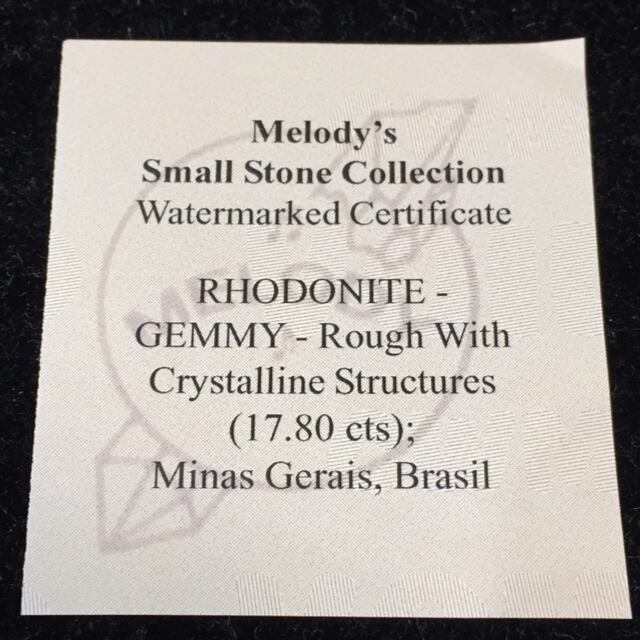 Melody's
Small Stone Collection
Watermarked Certificate
RHODONITE -
GEMMY - Rough With
Crystalline Structures
(17.80 cts);
Minas Gerais, Brasil